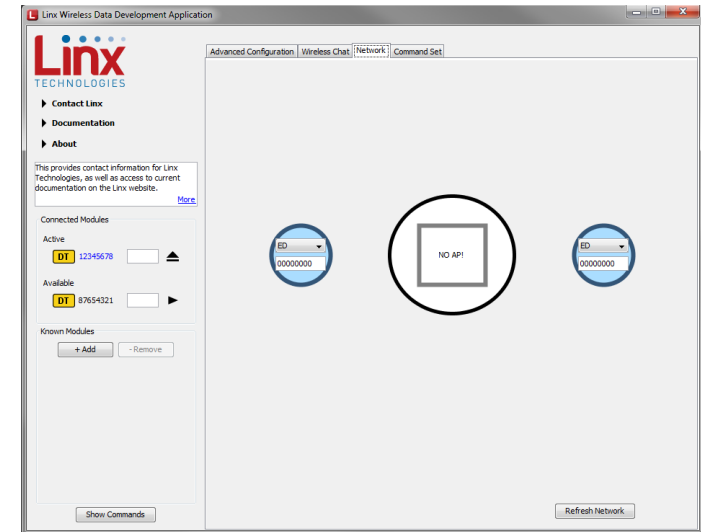 Linx Wireless Data Development Application
Linx
TECHNOLOGIES
Contact Linx
Documentation
About
This provides contact information for Linx
Technologies, as well as access to current
documentation on the Linx website.
More
Connected Modules
Active
DT 12345678
Available
DT 87654321
Known Modules
+ Add - Remove
Show Commands
Advanced Configuration Wireless Chat Network Command Set
ED
00000000
NO AP!
ED
00000000
Refresh Network